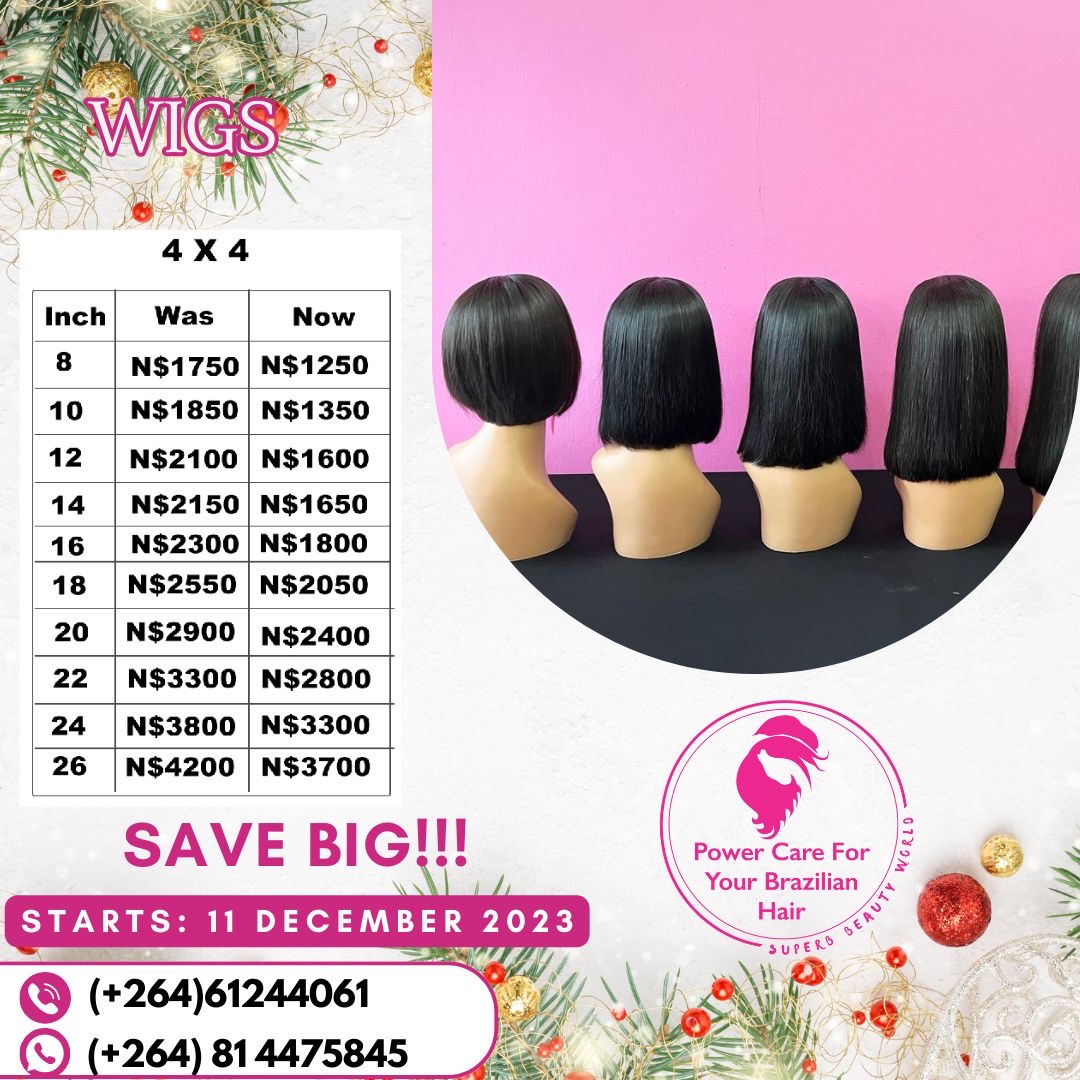 WIGS
4 X 4
Inch Was Now
8 N$1750 N$1250
10 N$1850 N$1350
12 N$2100 N$1600
14 N$2150 N$1650
16 N$2300 N$1800
18 N$2550 N$2050
20 N$2900 N$2400
22 N$3300 N$2800
24 N$3800 N$3300
26 N$4200 N$3700
SAVE BIG!!!
STARTS: 11 DECEMBER 2023
(+264)61244061
(+264) 81 4475845
Power Care For
Your Brazilian
Hair
SUPERB BEAUTY WORLD